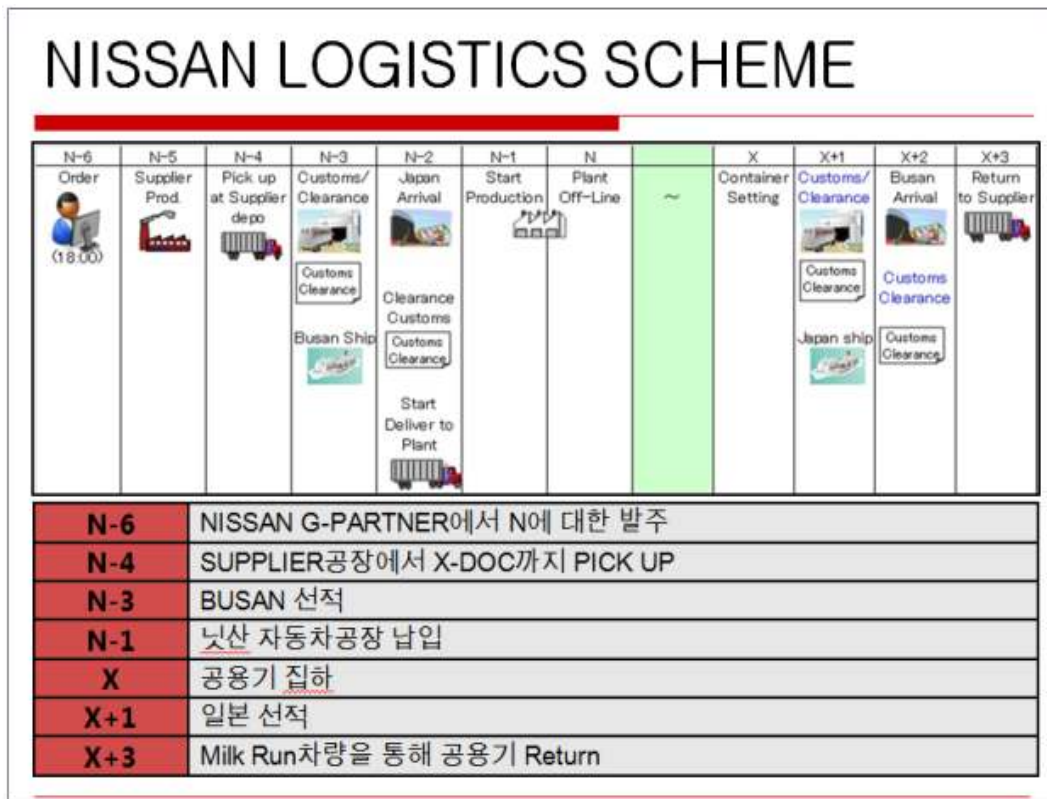 NISSAN LOGISTICS SCHEME
N-6 N-5 N-4 N-3 N-2 N-1 N X X+1 X+2 X+3
Order
(18:00)
Supplier
Prod.
Pick up
at Supplier
depo
Customs/
Clearance
Customs
Clearance
Busan Ship
Japan
Arrival
Clearance
Customs
Customs
Clearance
Start
Deliver to
Plant
Start
Production
Plant
Off-Line
~
Container
Setting
Customs/
Clearance
Customs
Clearance
Japan ship
Busan
Arrival
Customs
Clearance
Customs
Clearance
Return
to Supplier
N-6 NISSAN G-PARTNER에서 N에 대한 발주
N-4 SUPPLIER공장에서 X-DOC까지 PICK UP
N-3 BUSAN 선적
N-1 닛산 자동차공장 납입
X 공용기 집하
X+1 일본 선적
X+3 Milk Run차량을 통해 공용기 Return